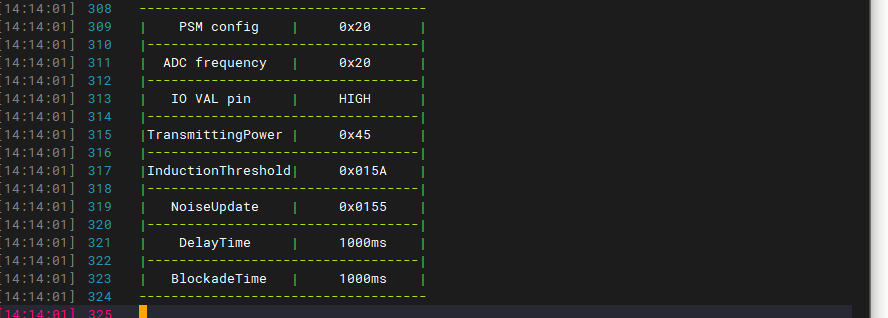 [14:14:01] 308 ------------------------------------
[14:14:01] 309 | PSM config | 0x20 |
[14:14:01] 310 |----------------------------------|
[14:14:01] 311 | ADC frequency | 0x20 |
[14:14:01] 312 |----------------------------------|
[14:14:01] 313 | IO VAL pin | HIGH |
[14:14:01] 314 |----------------------------------|
[14:14:01] 315 |TransmittingPower | 0x45 |
[14:14:01] 316 |----------------------------------|
[14:14:01] 317 |InductionThreshold| 0x015A |
[14:14:01] 318 |----------------------------------|
[14:14:01] 319 | NoiseUpdate | 0x0155 |
[14:14:01] 320 |----------------------------------|
[14:14:01] 321 | DelayTime | 1000ms |
[14:14:01] 322 |----------------------------------|
[14:14:01] 323 | BlockadeTime | 1000ms |
[14:14:01] 324 ------------------------------------
[14:14:01] 325